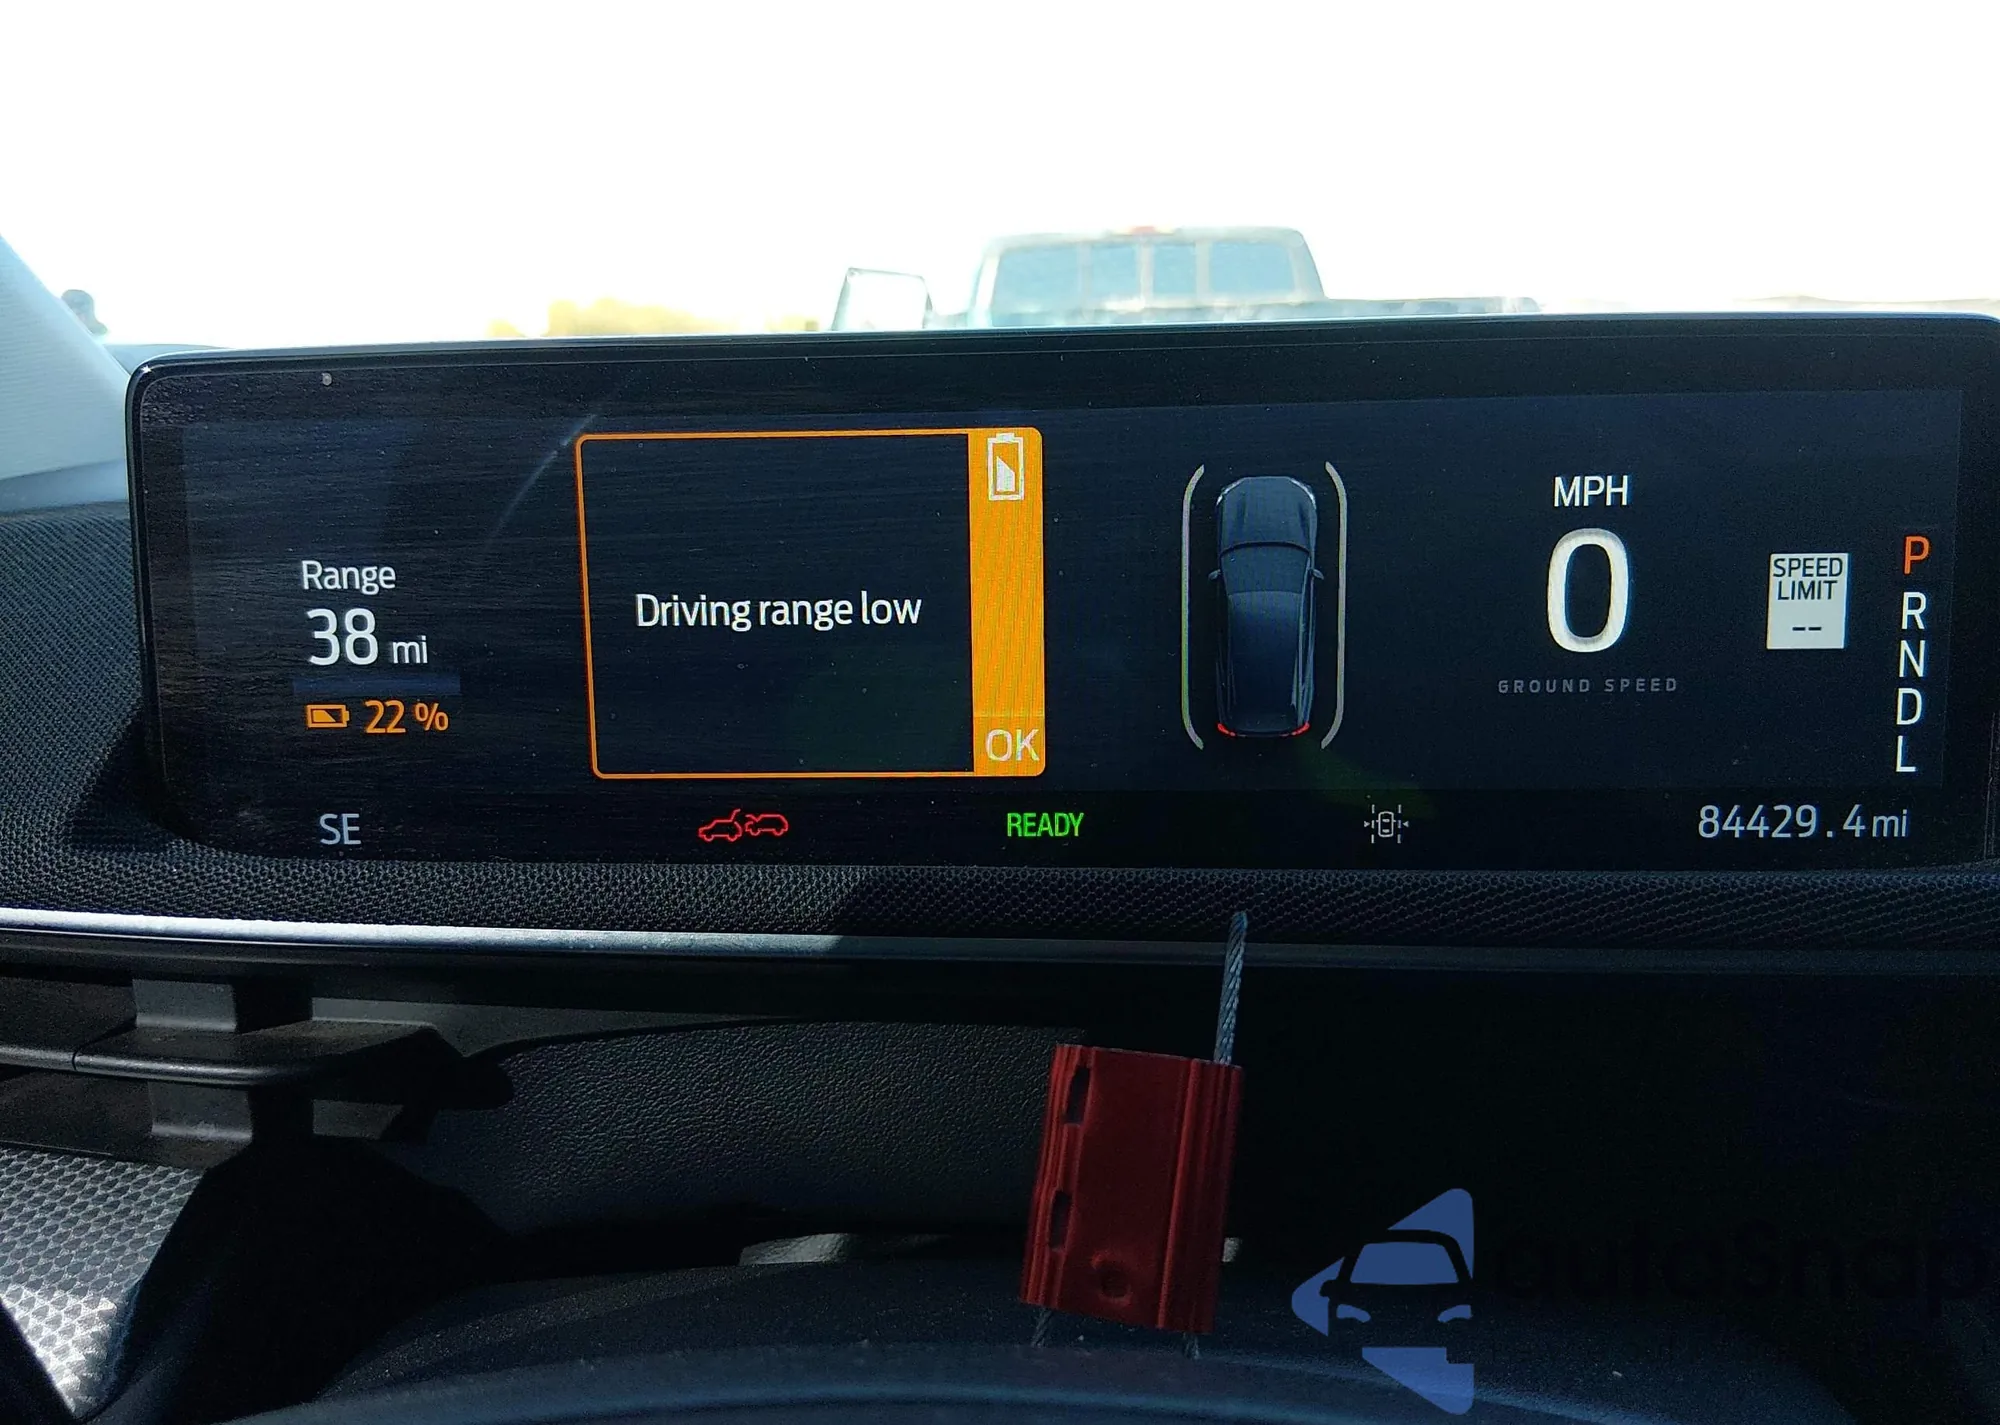 Range
38 mi
22 %
Driving range low
OK
MPH
0
GROUND SPEED
SPEED
LIMIT
--
P
R
N
D
L
SE
READY
84429.4 mi
autoSnap